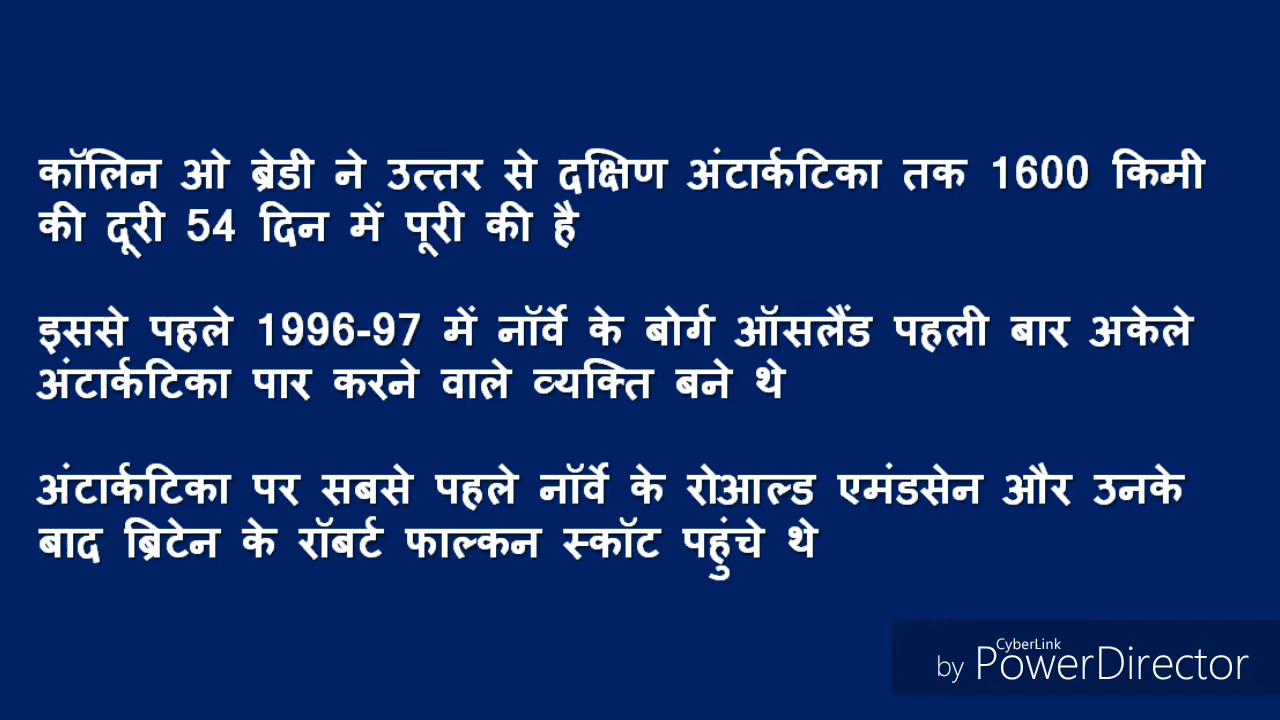 कॉलिन ओ ब्रेडी ने उत्तर से दक्षिण अंटार्कटिका तक 1600 किमी
की दूरी 54 दिन में पूरी की है
इससे पहले 1996-97 में नॉर्वे के बोर्ग ऑसलैंड पहली बार अकेले
अंटार्कटिका पार करने वाले व्यक्ति बने थे
अंटार्कटिका पर सबसे पहले नॉर्वे के रोआल्ड एमंडसेन और उनके
बाद ब्रिटेन के रॉबर्ट फाल्कन स्कॉट पहुंचे थे
CyberLink
by PowerDirector